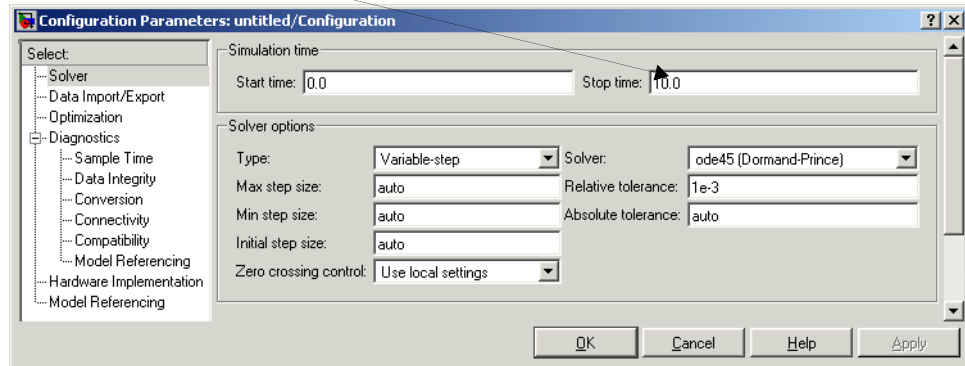 Configuration Parameters: untitled/Configuration
Select:
Solver
Data Import/Export
Optimization
Diagnostics
Sample Time
Data Integrity
Conversion
Connectivity
Compatibility
Model Referencing
Hardware Implementation
Model Referencing
Simulation time
Start time: 0.0
Stop time: 10.0
Solver options
Type: Variable-step
Solver: ode45 (Dormand-Prince)
Max step size: auto
Relative tolerance: 1e-3
Min step size: auto
Absolute tolerance: auto
Initial step size: auto
Zero crossing control: Use local settings
OK
Cancel
Help
Apply